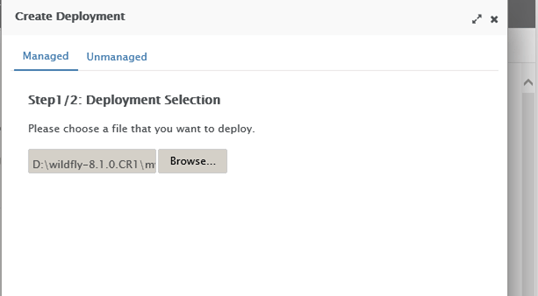 Create Deployment
Managed Unmanaged
Step1/2: Deployment Selection
Please choose a file that you want to deploy.
D:\wildfly-8.1.0.CR1\m Browse...